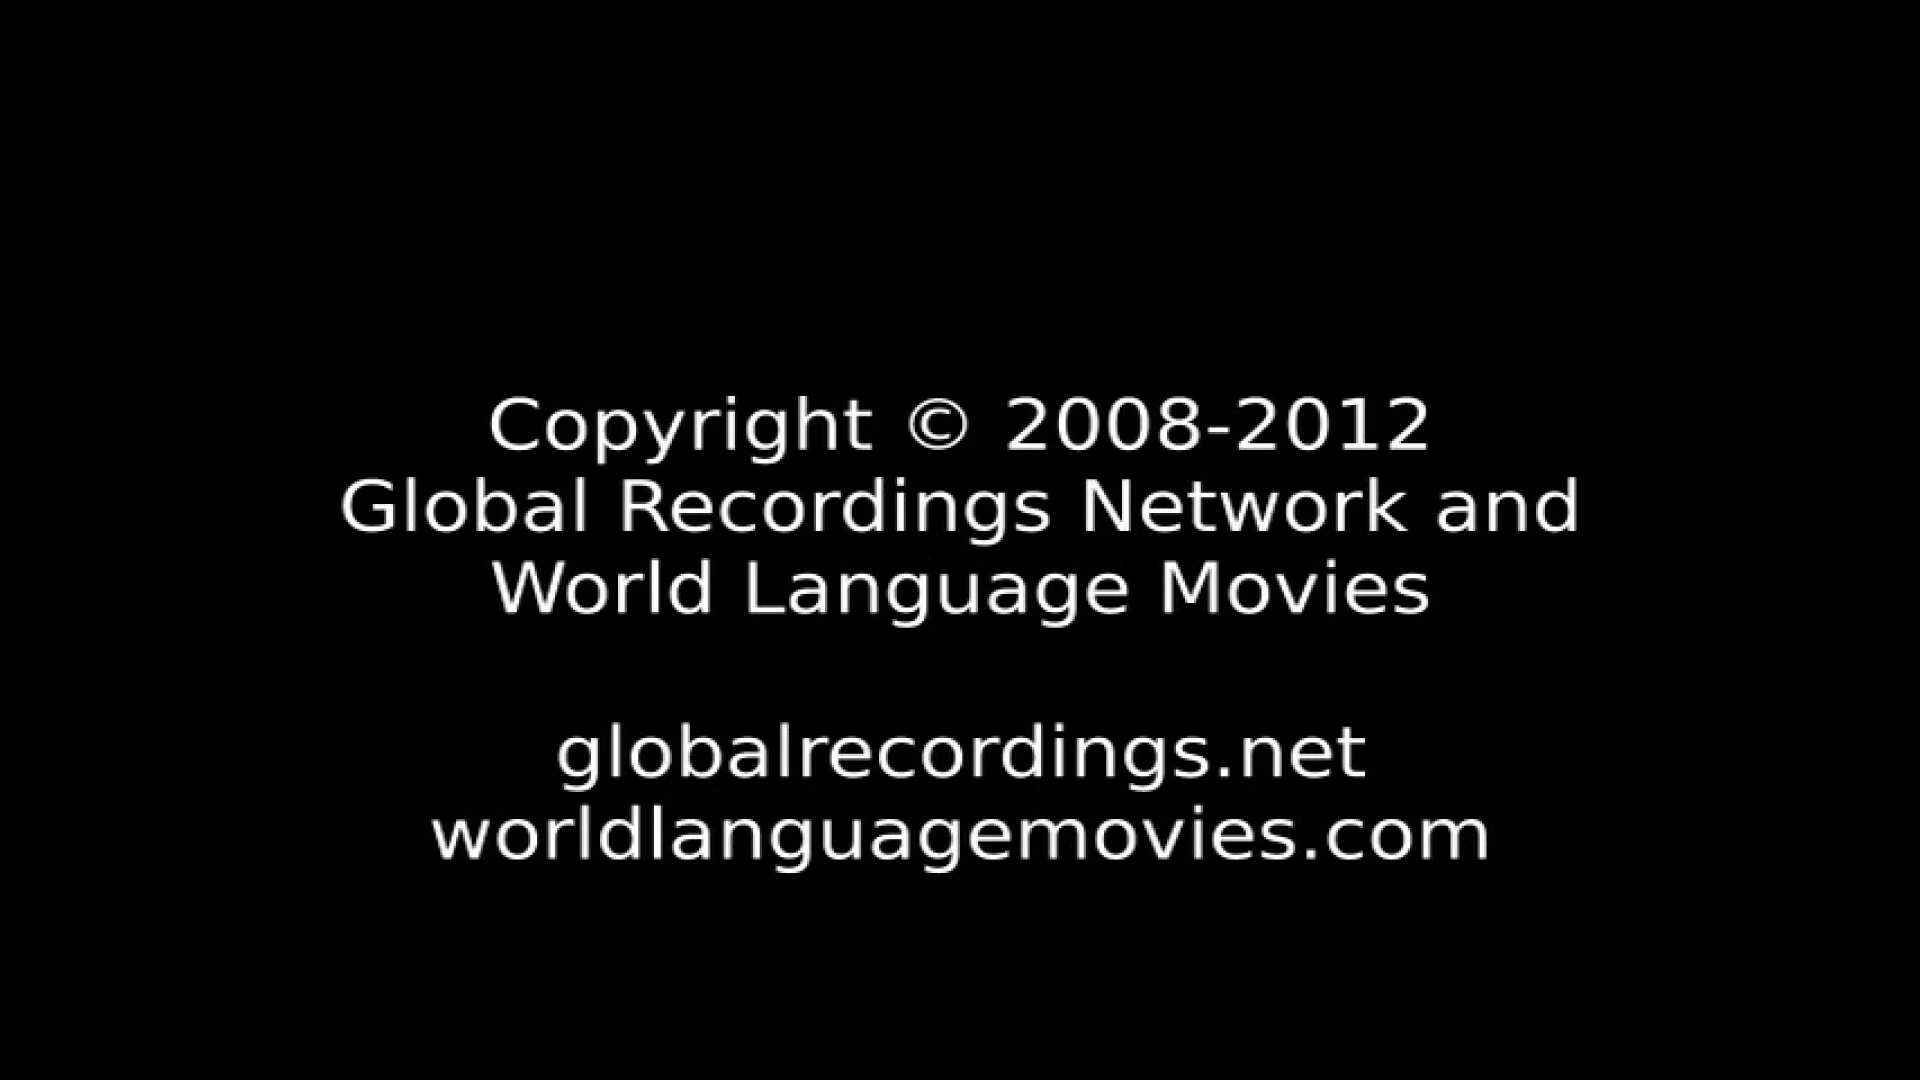 Copyright © 2008-2012
Global Recordings Network and
World Language Movies
globalrecordings.net
worldlanguagemovies.com